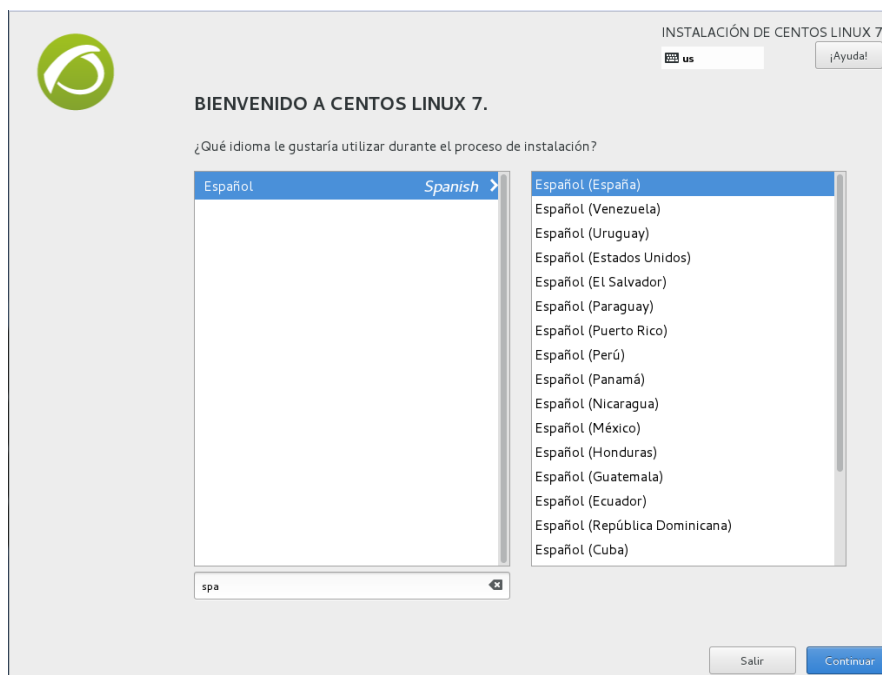 INSTALACIÓN DE CENTOS LINUX 7
us
¡Ayuda!
BIENVENIDO A CENTOS LINUX 7.
¿Qué idioma le gustaría utilizar durante el proceso de instalación?
Español Spanish
Español (España)
Español (Venezuela)
Español (Uruguay)
Español (Estados Unidos)
Español (El Salvador)
Español (Paraguay)
Español (Puerto Rico)
Español (Perú)
Español (Panamá)
Español (Nicaragua)
Español (México)
Español (Honduras)
Español (Guatemala)
Español (Ecuador)
Español (República Dominicana)
Español (Cuba)
spa
Salir
Continuar